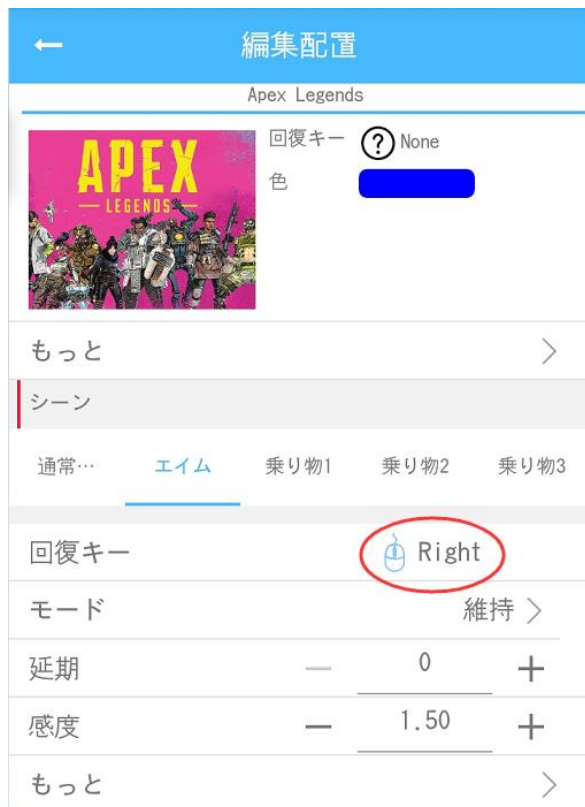 編集配置
Apex Legends
APEX
LEGENDS
回復キー ? None
色
もっと
シーン
通常… エイム 乗り物1 乗り物2 乗り物3
回復キー Right
モード 維持
延期 0
感度 1.50
もっと